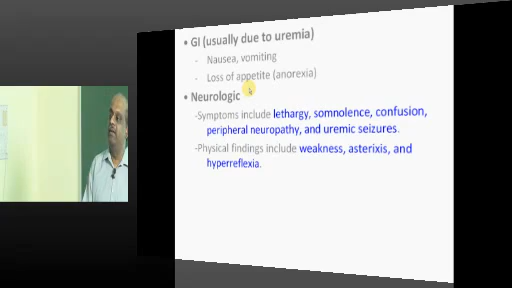 • GI (usually due to uremia)
- Nausea, vomiting
- Loss of appetite (anorexia)
• Neurologic
-Symptoms include lethargy, somnolence, confusion,
peripheral neuropathy, and uremic seizures.
-Physical findings include weakness, asterixis, and
hyperreflexia.